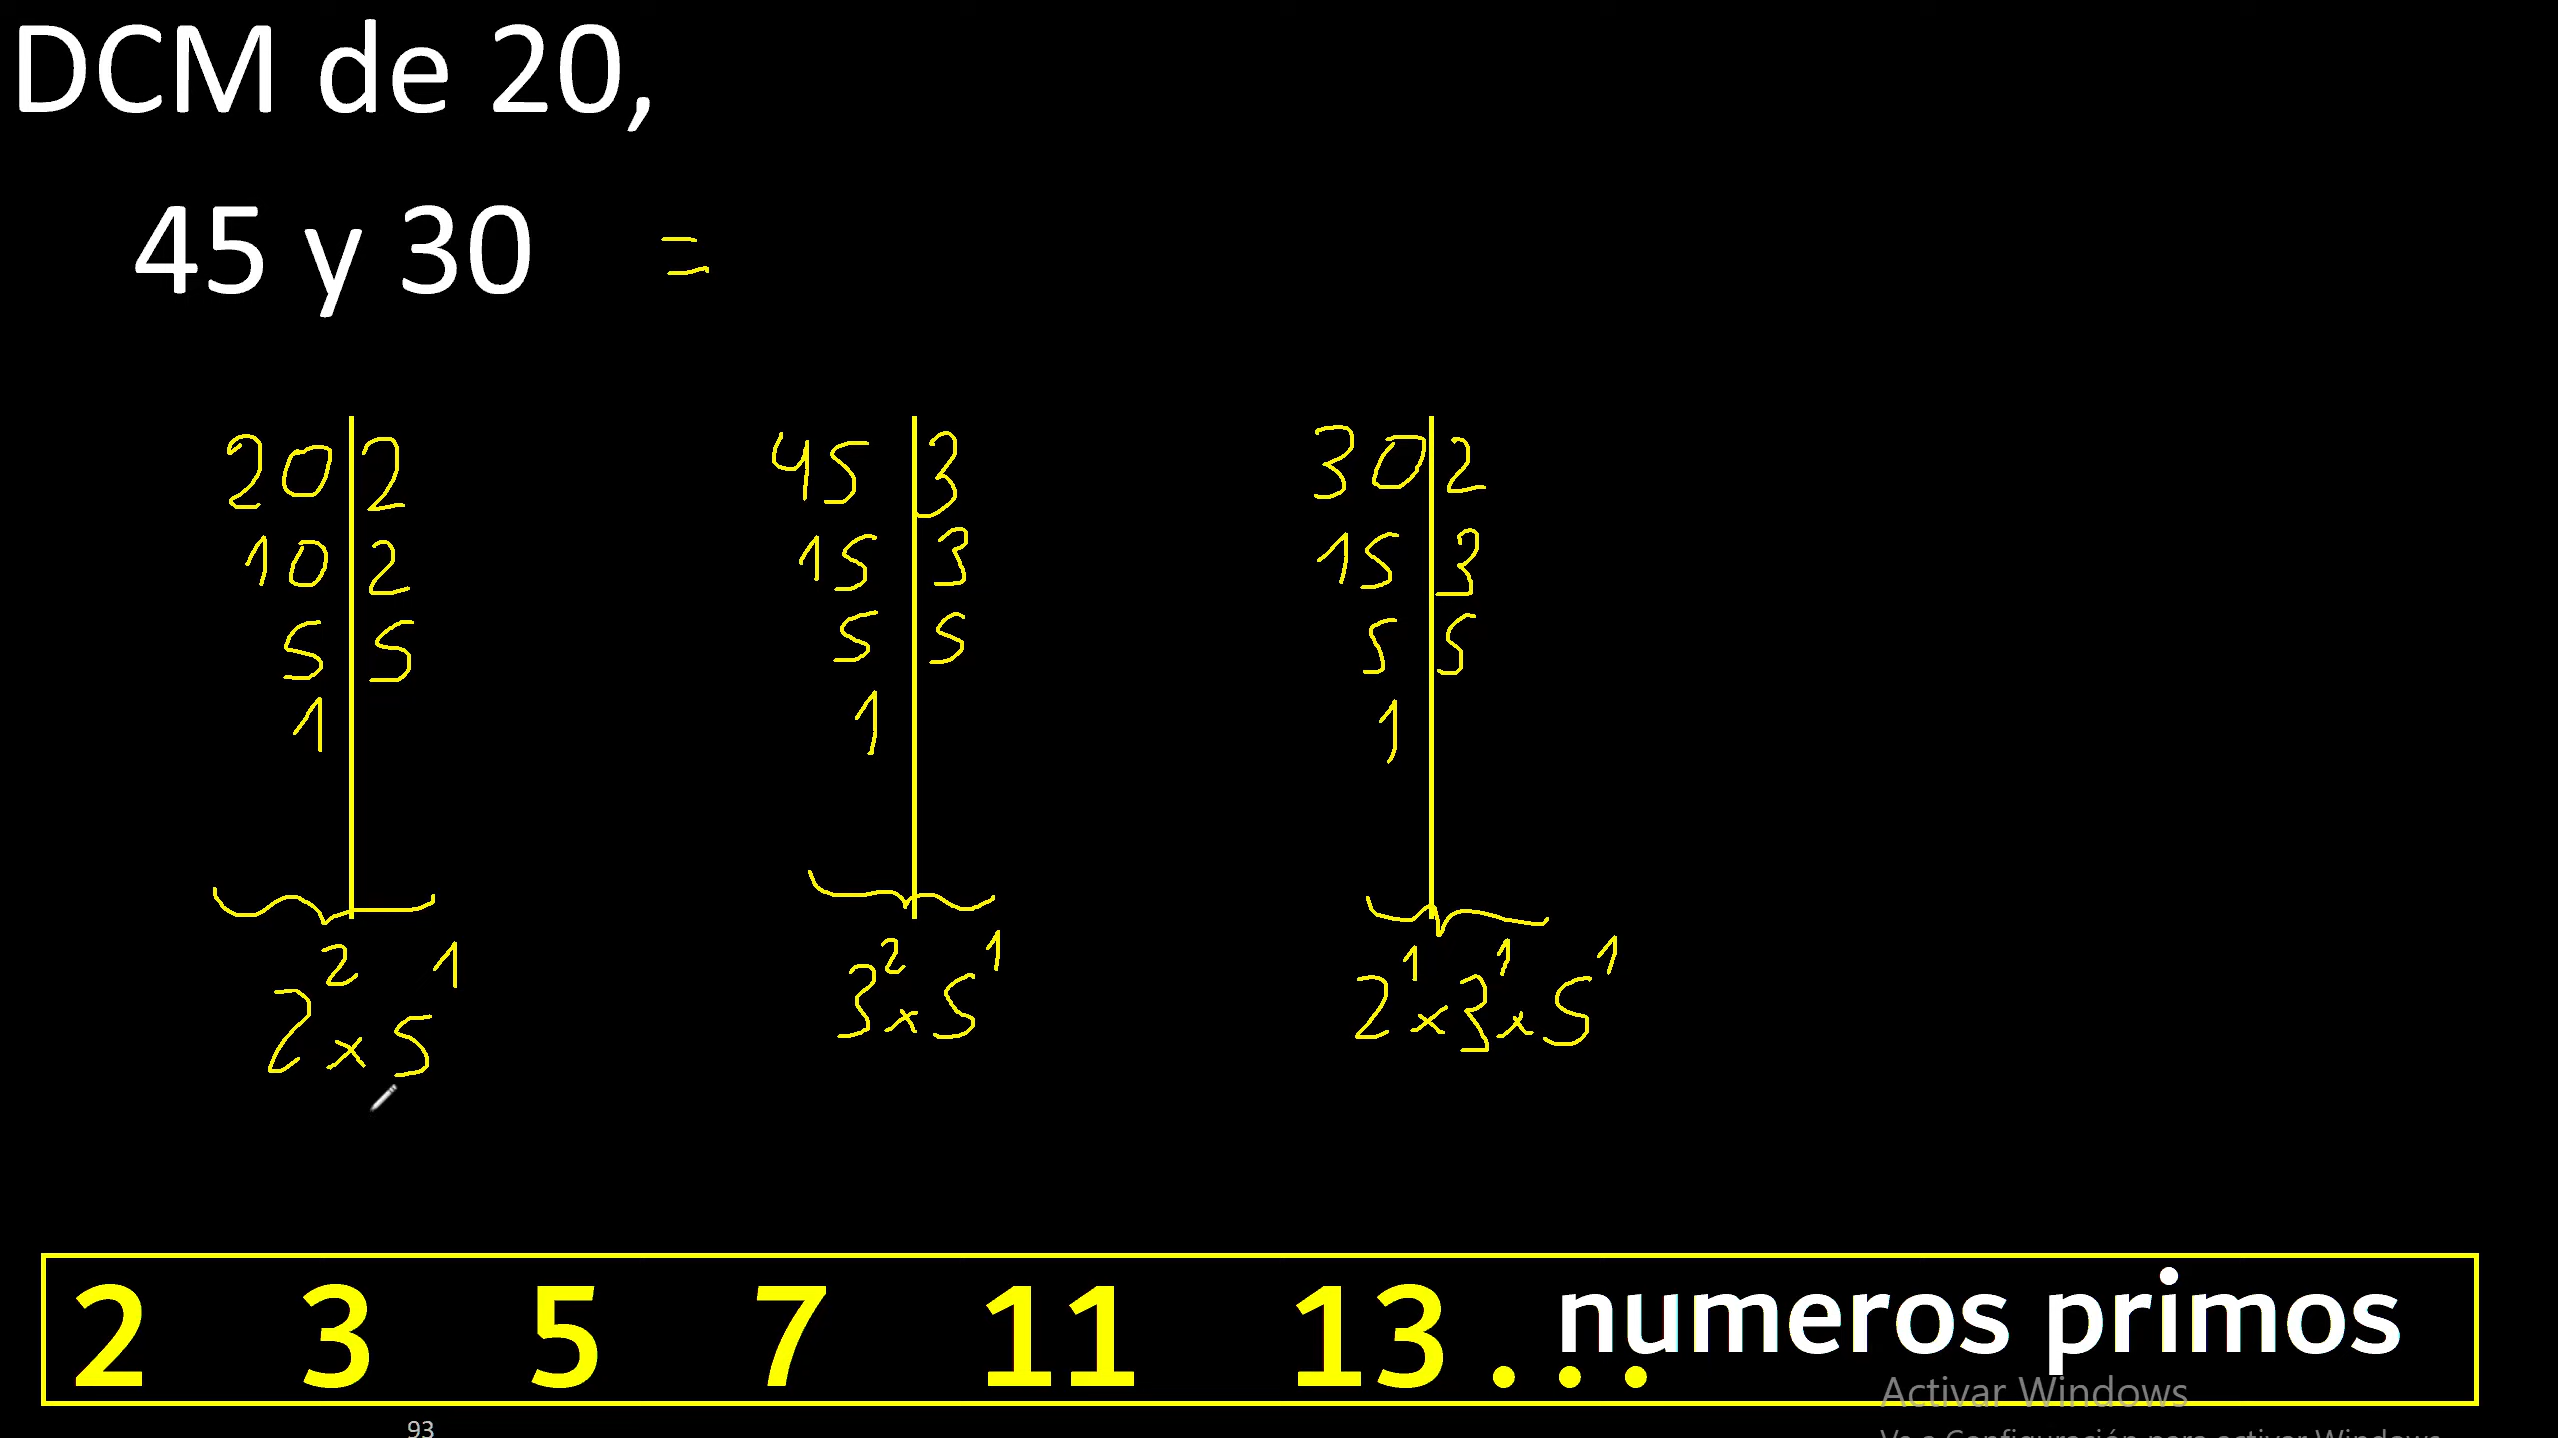 DCM de 20,
45 y 30 =
20 2
10 2
5 5
1
45 3
15 3
5 5
1
30 2
15 3
5 5
1
2² x 5¹
3² x 5¹
2¹ x 3¹ x 5¹
2 3 5 7 11 13 ... numeros primos
Activar Windows
93